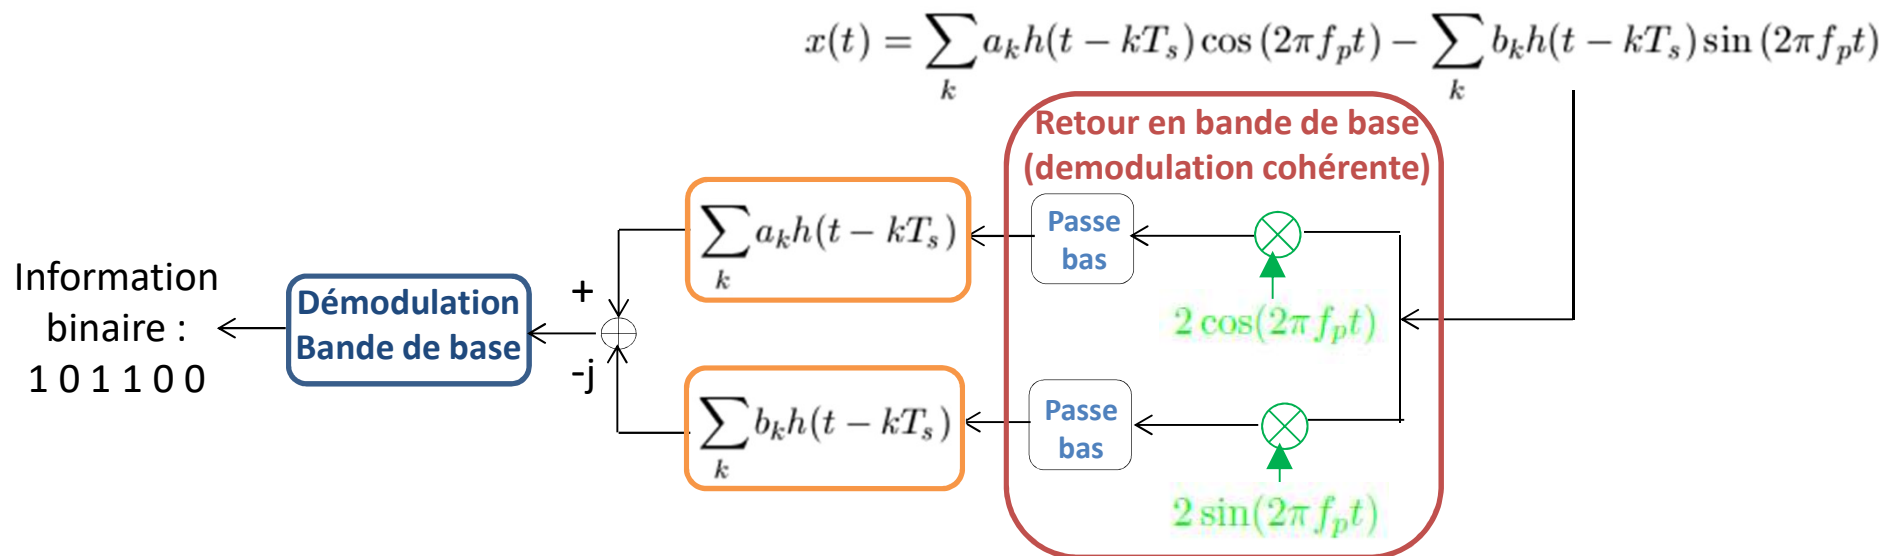 x(t) = ∑_k a_k h(t − kT_s) cos (2πf_p t) − ∑_k b_k h(t − kT_s) sin (2πf_p t)
Retour en bande de base
(demodulation cohérente)
∑_k a_k h(t − kT_s)
Passe
bas
2 cos(2πf_p t)
Information
binaire :
1 0 1 1 0 0
Démodulation
Bande de base
+
-j
∑_k b_k h(t − kT_s)
Passe
bas
2 sin(2πf_p t)